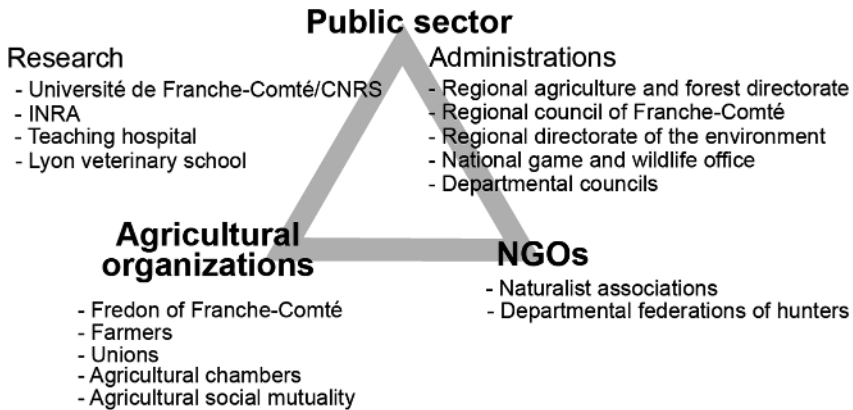 Public sector
Research
- Université de Franche-Comté/CNRS
- INRA
- Teaching hospital
- Lyon veterinary school
Administrations
- Regional agriculture and forest directorate
- Regional council of Franche-Comté
- Regional directorate of the environment
- National game and wildlife office
- Departmental councils
Agricultural
organizations
- Fredon of Franche-Comté
- Farmers
- Unions
- Agricultural chambers
- Agricultural social mutuality
NGOs
- Naturalist associations
- Departmental federations of hunters